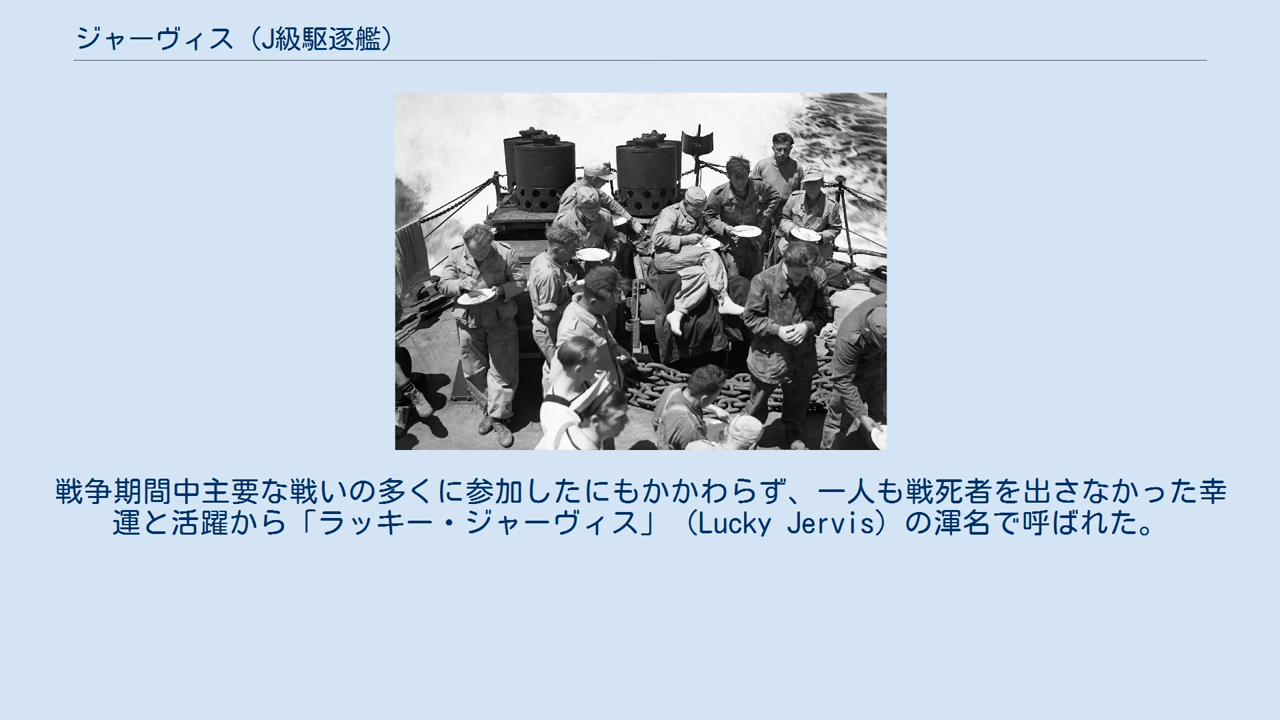 ジャーヴィス（J級駆逐艦）
戦争期間中主要な戦いの多くに参加したにもかかわらず、一人も戦死者を出さなかった幸
運と活躍から「ラッキー・ジャーヴィス」（Lucky Jervis）の渾名で呼ばれた。